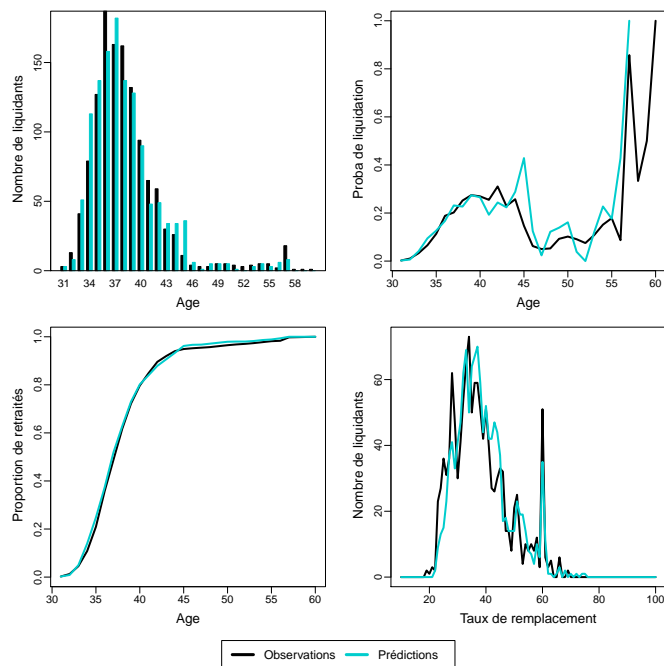 Nombre de liquidants
0 50 100 150
31 34 37 40 43 46 49 52 55 58
Age
Proba de liquidation
0.0 0.2 0.4 0.6 0.8 1.0
30 35 40 45 50 55 60
Age
Proportion de retraités
0.0 0.2 0.4 0.6 0.8 1.0
30 35 40 45 50 55 60
Age
Nombre de liquidants
0 20 40 60
20 40 60 80 100
Taux de remplacement
Observations Prédictions